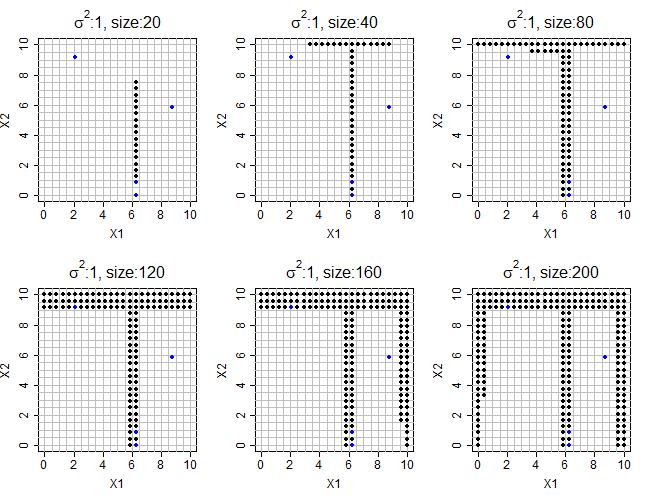 σ²:1, size:20
σ²:1, size:40
σ²:1, size:80
X2
0 2 4 6 8 10
0 2 4 6 8 10
X1
X2
0 2 4 6 8 10
0 2 4 6 8 10
X1
X2
0 2 4 6 8 10
0 2 4 6 8 10
X1
σ²:1, size:120
σ²:1, size:160
σ²:1, size:200
X2
0 2 4 6 8 10
0 2 4 6 8 10
X1
X2
0 2 4 6 8 10
0 2 4 6 8 10
X1
X2
0 2 4 6 8 10
0 2 4 6 8 10
X1